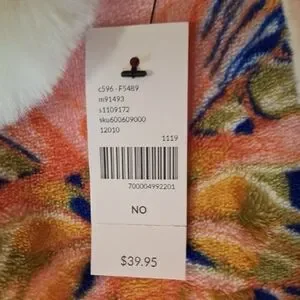 c596 - F5489
m91493
s1109172
sku600609000
12010
1119
700004992201
NO
$39.95